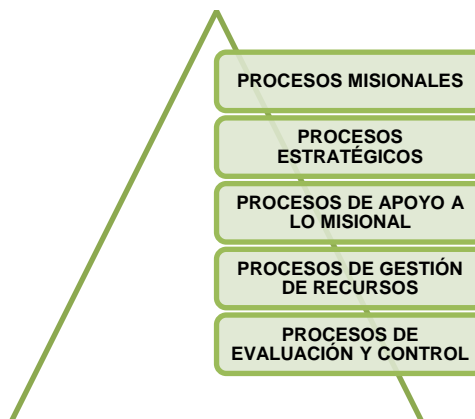 PROCESOS MISIONALES
PROCESOS
ESTRATÉGICOS
PROCESOS DE APOYO A
LO MISIONAL
PROCESOS DE GESTIÓN
DE RECURSOS
PROCESOS DE
EVALUACIÓN Y CONTROL